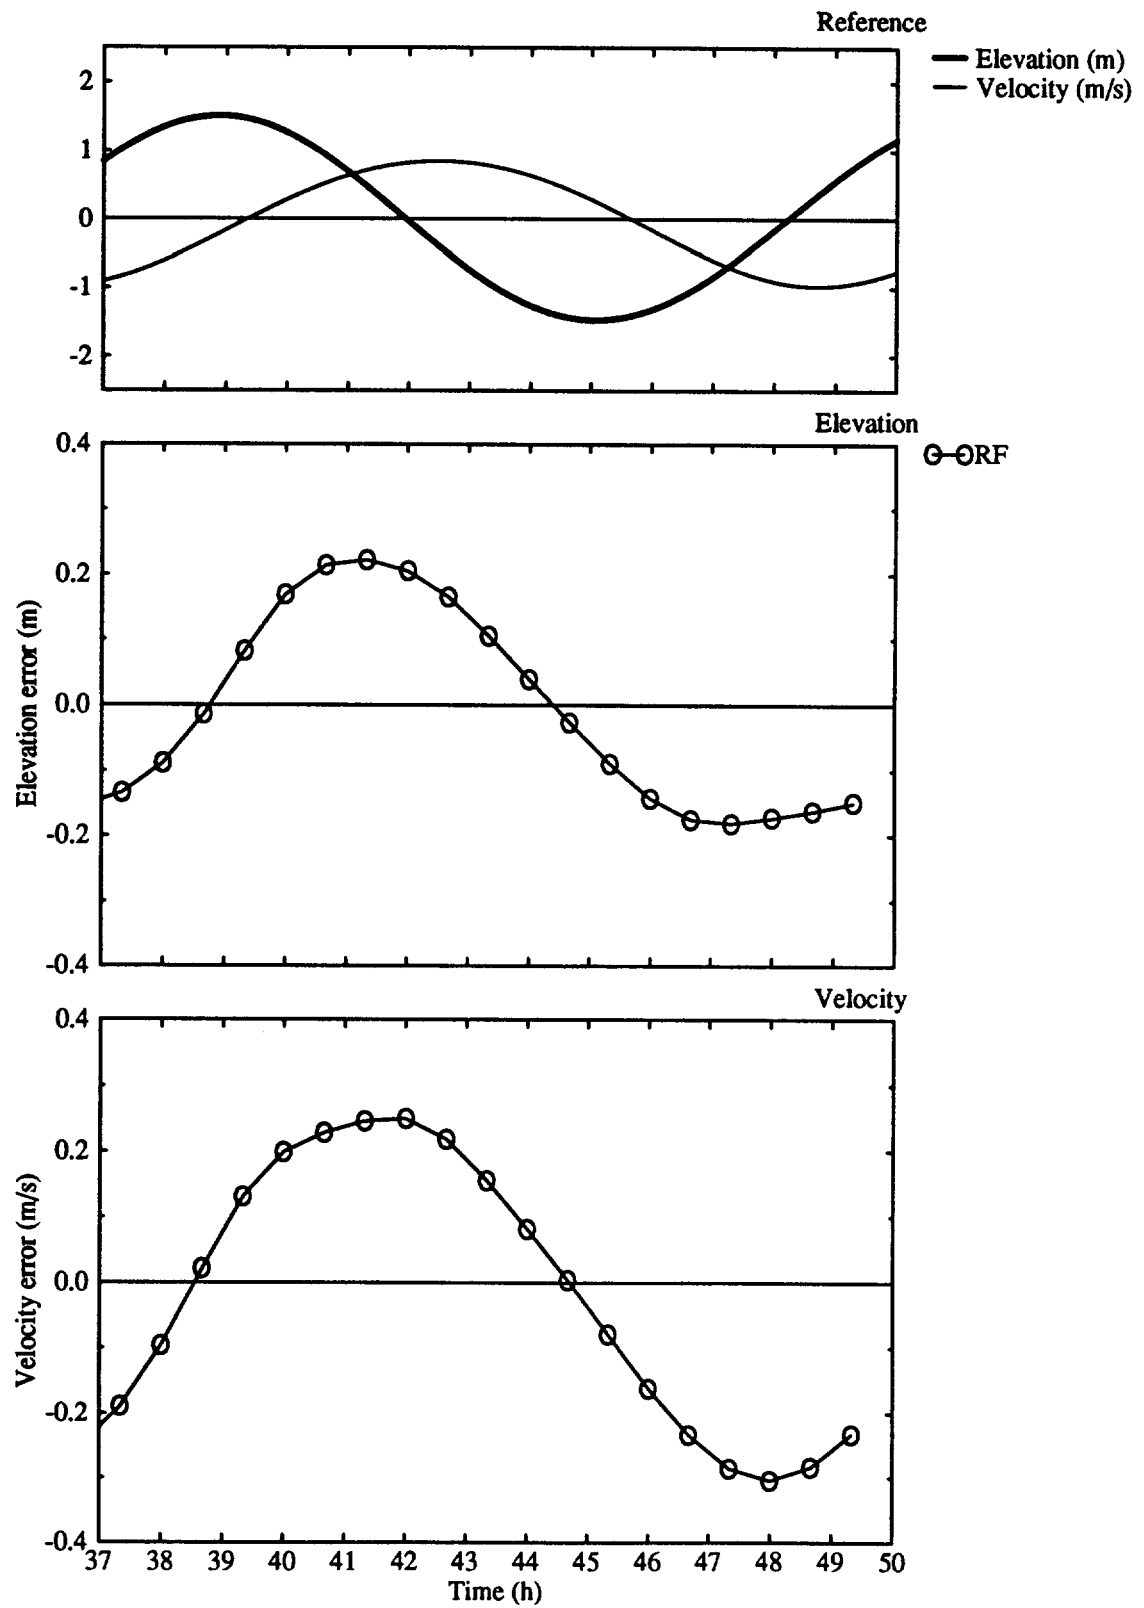 Reference
Elevation (m)
Velocity (m/s)
2
1
0
-1
-2
Elevation
RF
0.4
0.2
0.0
-0.2
-0.4
Elevation error (m)
Velocity
0.4
0.2
0.0
-0.2
-0.4
Velocity error (m/s)
37 38 39 40 41 42 43 44 45 46 47 48 49 50
Time (h)